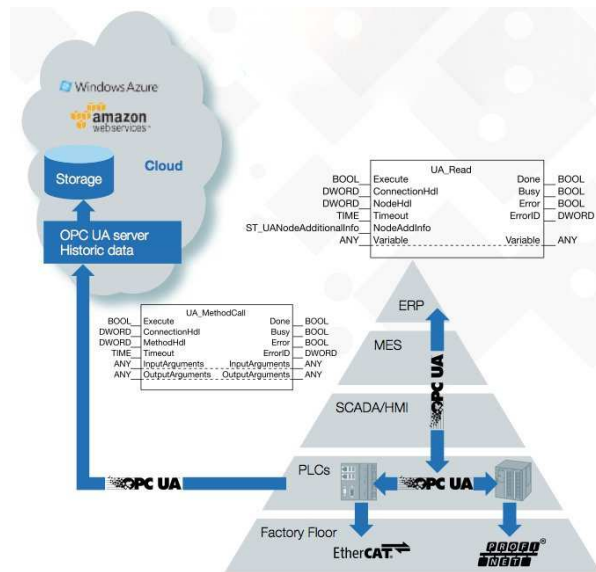 Windows Azure
amazon
webservices™
Cloud
Storage
OPC UA server
Historic data
UA_Read
BOOL Execute Done BOOL
DWORD ConnectionHdl Busy BOOL
DWORD NodeHdl Error BOOL
TIME Timeout ErrorID DWORD
ST_UANodeAdditionalInfo NodeAddInfo
ANY Variable Variable ANY
UA_MethodCall
BOOL Execute Done BOOL
DWORD ConnectionHdl Busy BOOL
DWORD MethodHdl Error BOOL
TIME Timeout ErrorID DWORD
ANY InputArguments InputArguments ANY
ANY OutputArguments OutputArguments ANY
ERP
MES
OPC UA
SCADA/HMI
PLCs
OPC UA
OPC UA
Factory Floor
EtherCAT.
PROFI®
NET